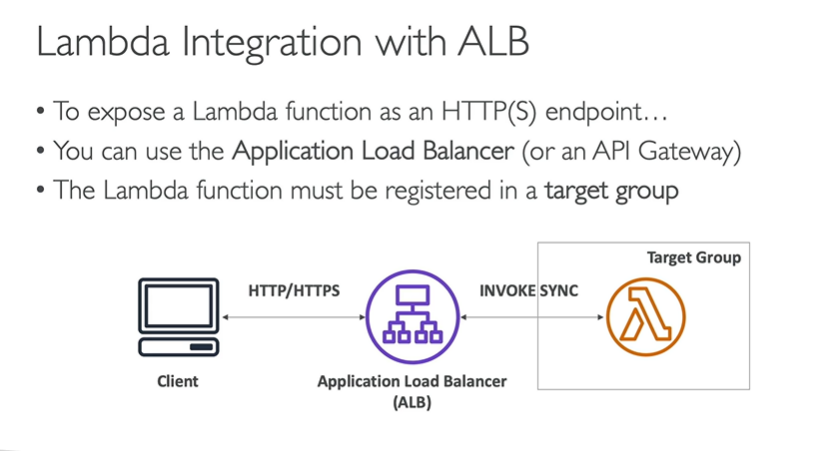 Lambda Integration with ALB
• To expose a Lambda function as an HTTP(S) endpoint…
• You can use the Application Load Balancer (or an API Gateway)
• The Lambda function must be registered in a target group
Target Group
HTTP/HTTPS
INVOKE SYNC
Client
Application Load Balancer
(ALB)